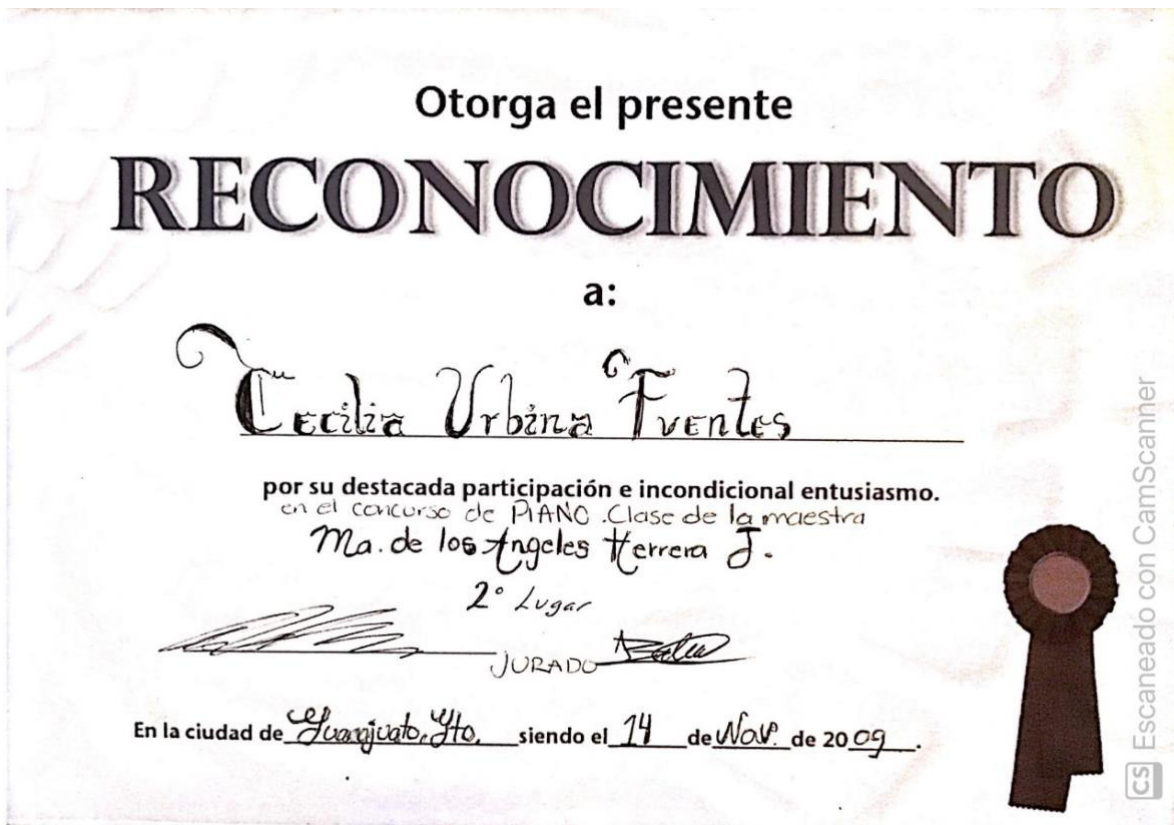 Otorga el presente
RECONOCIMIENTO
a:
Cecilia Urbina Fuentes
por su destacada participación e incondicional entusiasmo.
en el concurso de PIANO. Clase de la maestra
Ma. de los Angeles Herrera J.
2° Lugar
JURADO
En la ciudad de Guanajuato, Gto. siendo el 14 de Nov. de 2009.
CS Escaneado con CamScanner